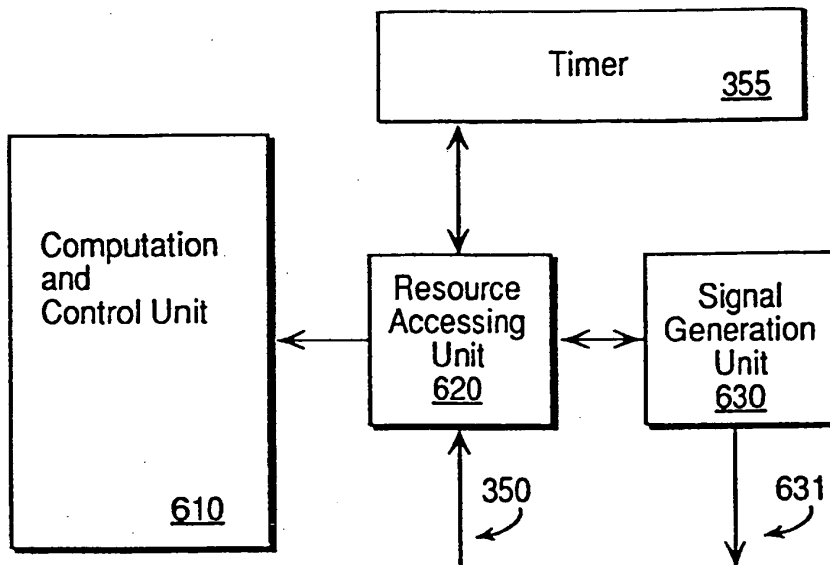 Timer
355
Computation
and
Control Unit
610
Resource
Accessing
Unit
620
Signal
Generation
Unit
630
350
631